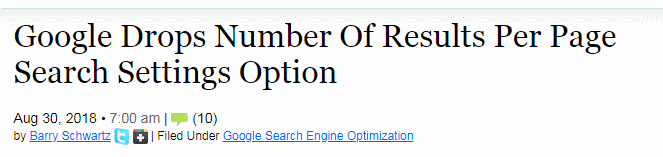 Google Drops Number Of Results Per Page
Search Settings Option
Aug 30, 2018 • 7:00 am | (10)
by Barry Schwartz | Filed Under Google Search Engine Optimization